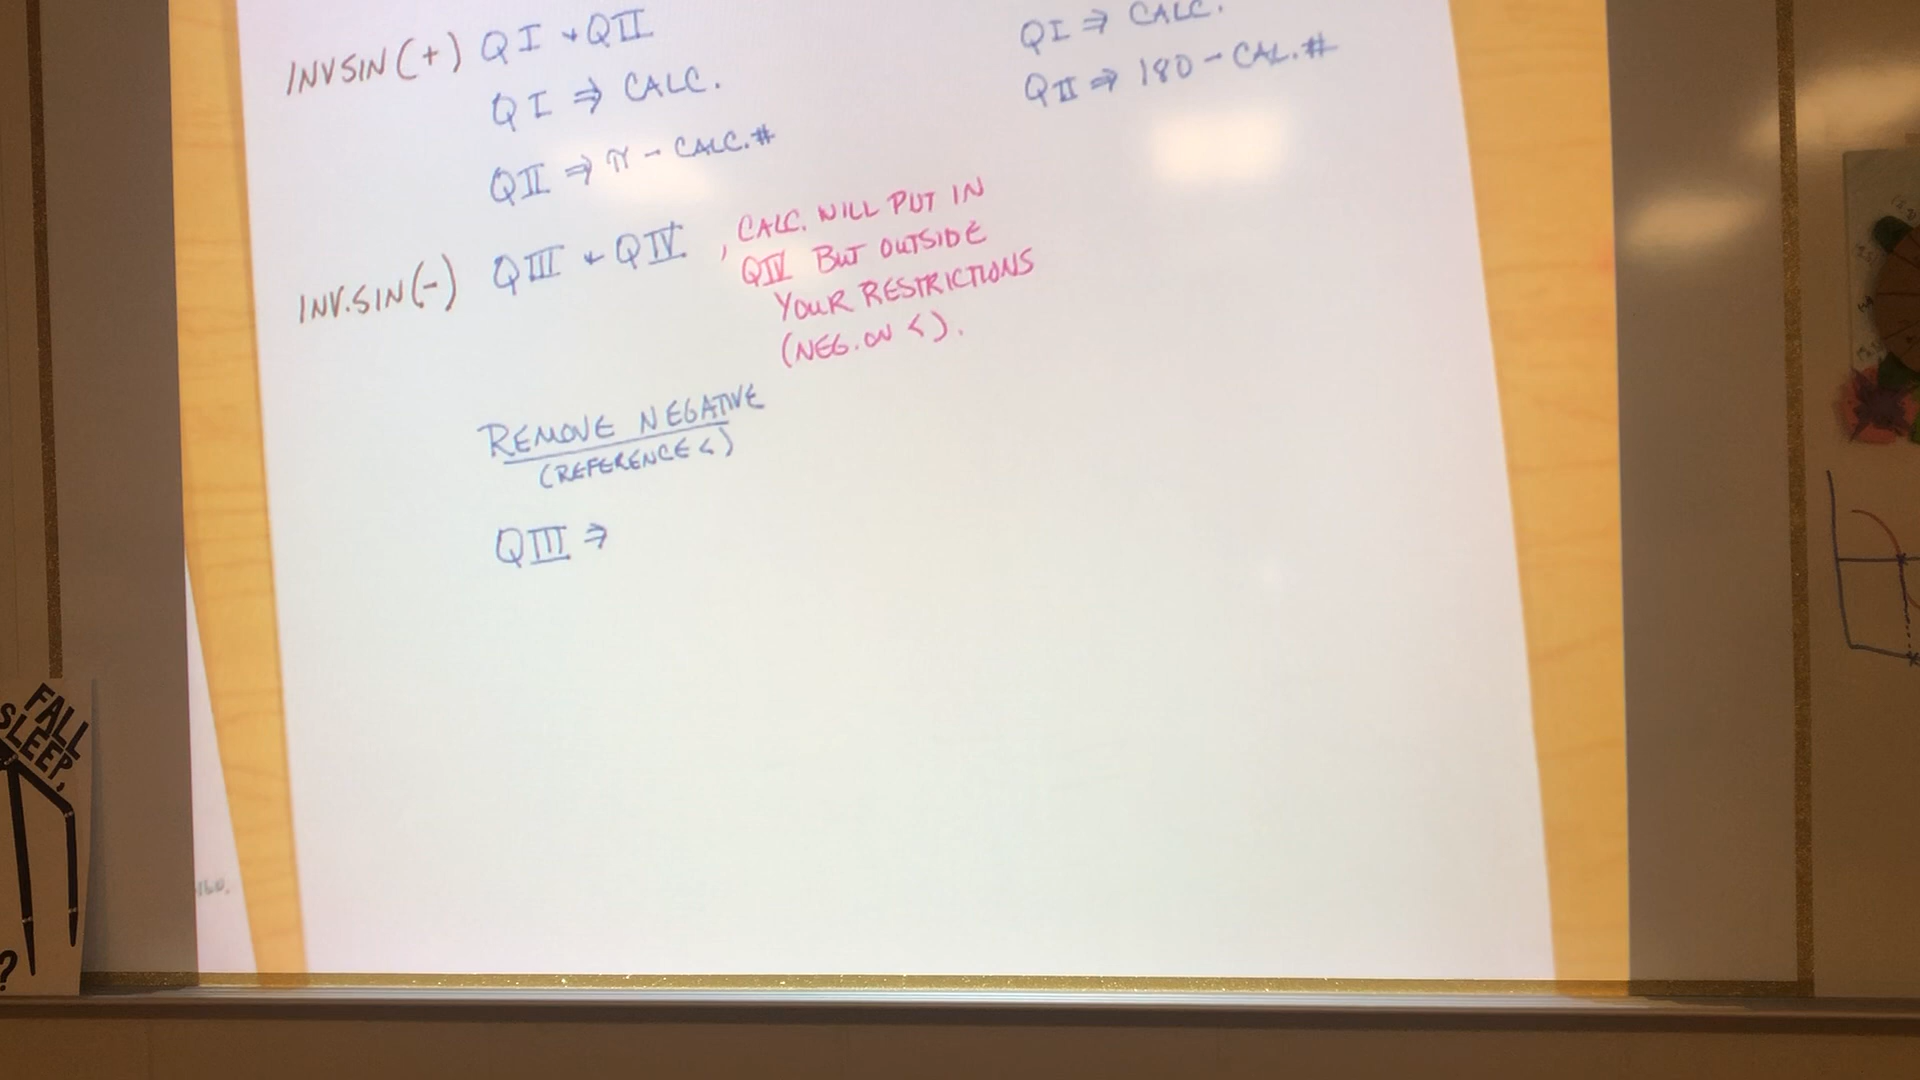 INVSIN(+) QI + QII
QI ⇒ CALC.
QII ⇒ π - CALC.#
QI ⇒ CALC.
QII ⇒ 180 - CAL.#
INV.SIN(-) QIII + QIV , CALC. WILL PUT IN
QIV BUT OUTSIDE
YOUR RESTRICTIONS
(NEG. ON <).
REMOVE NEGATIVE
(REFERENCE <)
QIII ⇒
FALL
SLEEP,
?